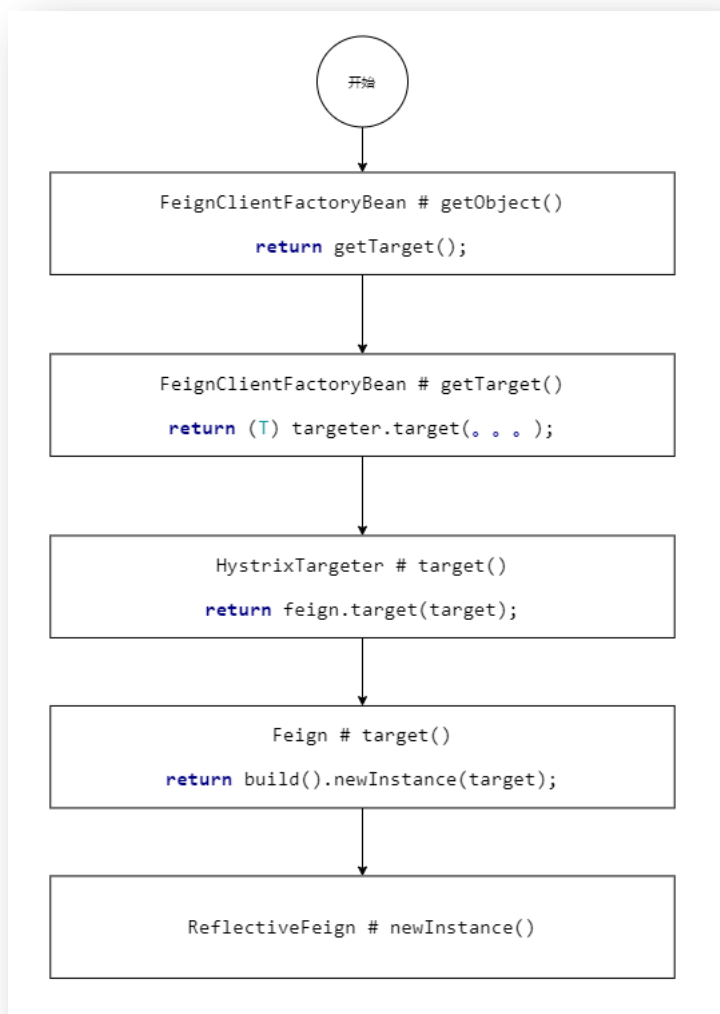 开始
FeignClientFactoryBean # getObject()
return getTarget();
FeignClientFactoryBean # getTarget()
return (T) targeter.target(。。。);
HystrixTargeter # target()
return feign.target(target);
Feign # target()
return build().newInstance(target);
ReflectiveFeign # newInstance()